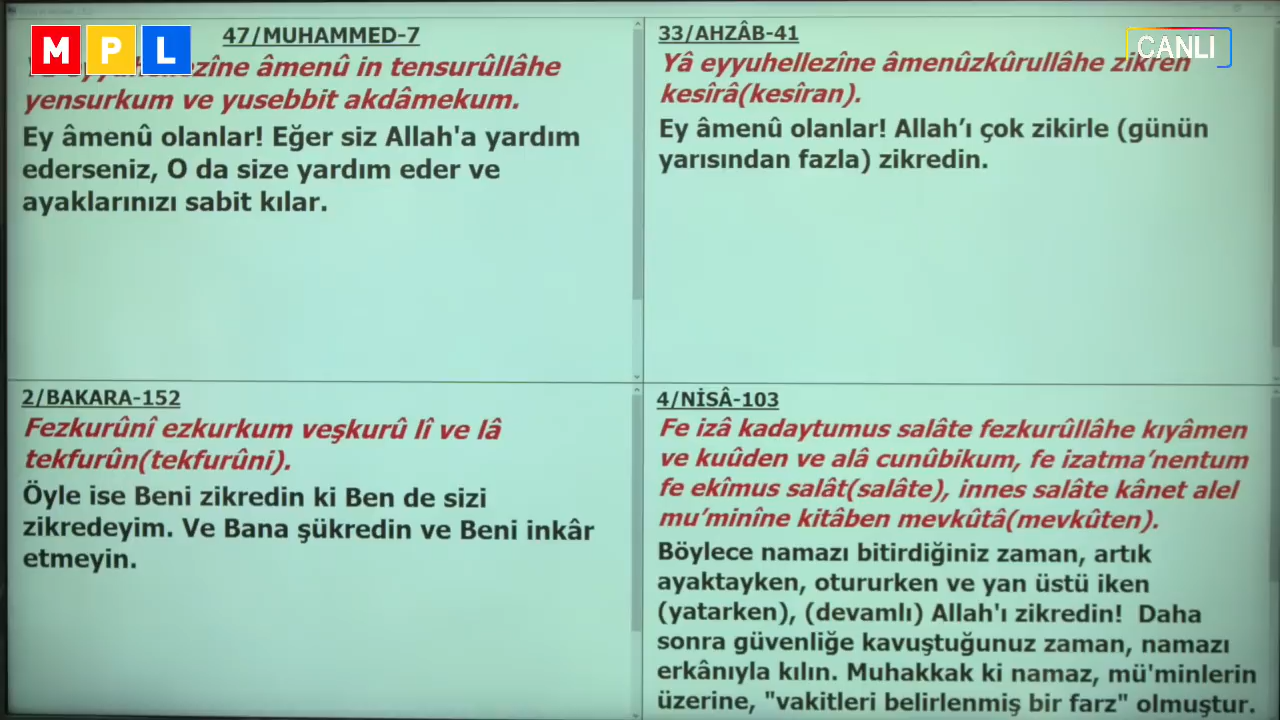 MPL
CANLI
47/MUHAMMED-7
âmenû in tensurûllâhe
yensurkum ve yusebbit akdâmekum.
Ey âmenû olanlar! Eğer siz Allah'a yardım
ederseniz, O da size yardım eder ve
ayaklarınızı sabit kılar.
33/AHZÂB-41
Yâ eyyuhellezîne âmenûzkûrullâhe zikren
kesîrâ(kesîran).
Ey âmenû olanlar! Allah’ı çok zikirle (günün
yarısından fazla) zikredin.
2/BAKARA-152
Fezkurûnî ezkurkum veşkurû lî ve lâ
tekfurûn(tekfurûni).
Öyle ise Beni zikredin ki Ben de sizi
zikredeyim. Ve Bana şükredin ve Beni inkâr
etmeyin.
4/NİSÂ-103
Fe izâ kadaytumus salâte fezkurûllâhe kıyâmen
ve kuûden ve alâ cunûbikum, fe izatma’nentum
fe ekîmus salât(salâte), innes salâte kânet alel
mu’minîne kitâben mevkûtâ(mevkûten).
Böylece namazı bitirdiğiniz zaman, artık
ayaktayken, otururken ve yan üstü iken
(yatarken), (devamlı) Allah'ı zikredin! Daha
sonra güvenliğe kavuştuğunuz zaman, namazı
erkânıyla kılın. Muhakkak ki namaz, mü'minlerin
üzerine, "vakitleri belirlenmiş bir farz" olmuştur.